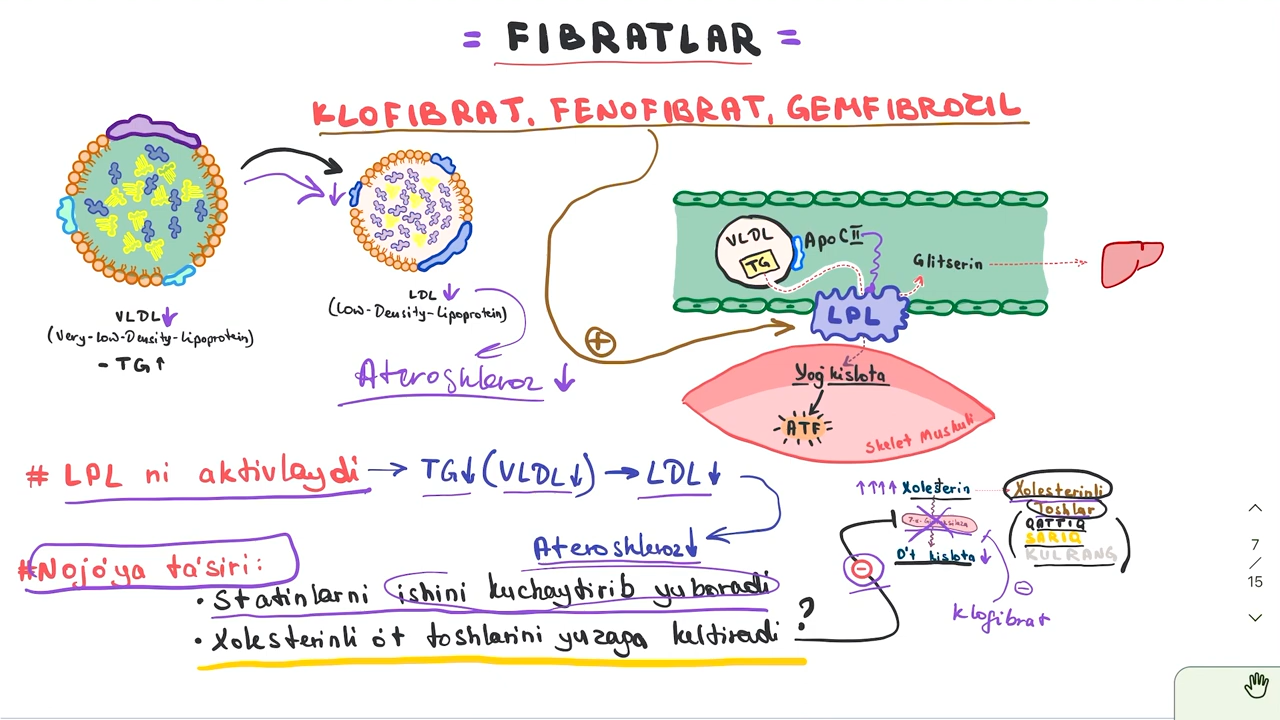 = FIBRATLAR =
KLOFIBRAT, FENOFIBRAT, GEMFIBROZIL
VLDL↓
(Very-low-Density-lipoprotein)
- TG↑
LDL ↓
(Low-Density-lipoprotein)
Ateroskleroz ↓
+
VLDL
TG
ApoC II
Glitserin
LPL
Yog' kislota
ATF
Skelet Muskuli
# LPL ni aktivlaydi → TG↓(VLDL↓) → LDL↓
Ateroskleroz↓
#Nojo'ya ta'siri:
• Statinlarni ishini kuchaytirib yuboradi
• Xolesterinli o't toshlarini yuzaga keltiradi ?
↑↑↑↑ Xolesterin
O't kislota ↓
Klofibrat
Xolesterinli
Toshlar
QATTIQ
SARIQ
KULRANG
7
/
15